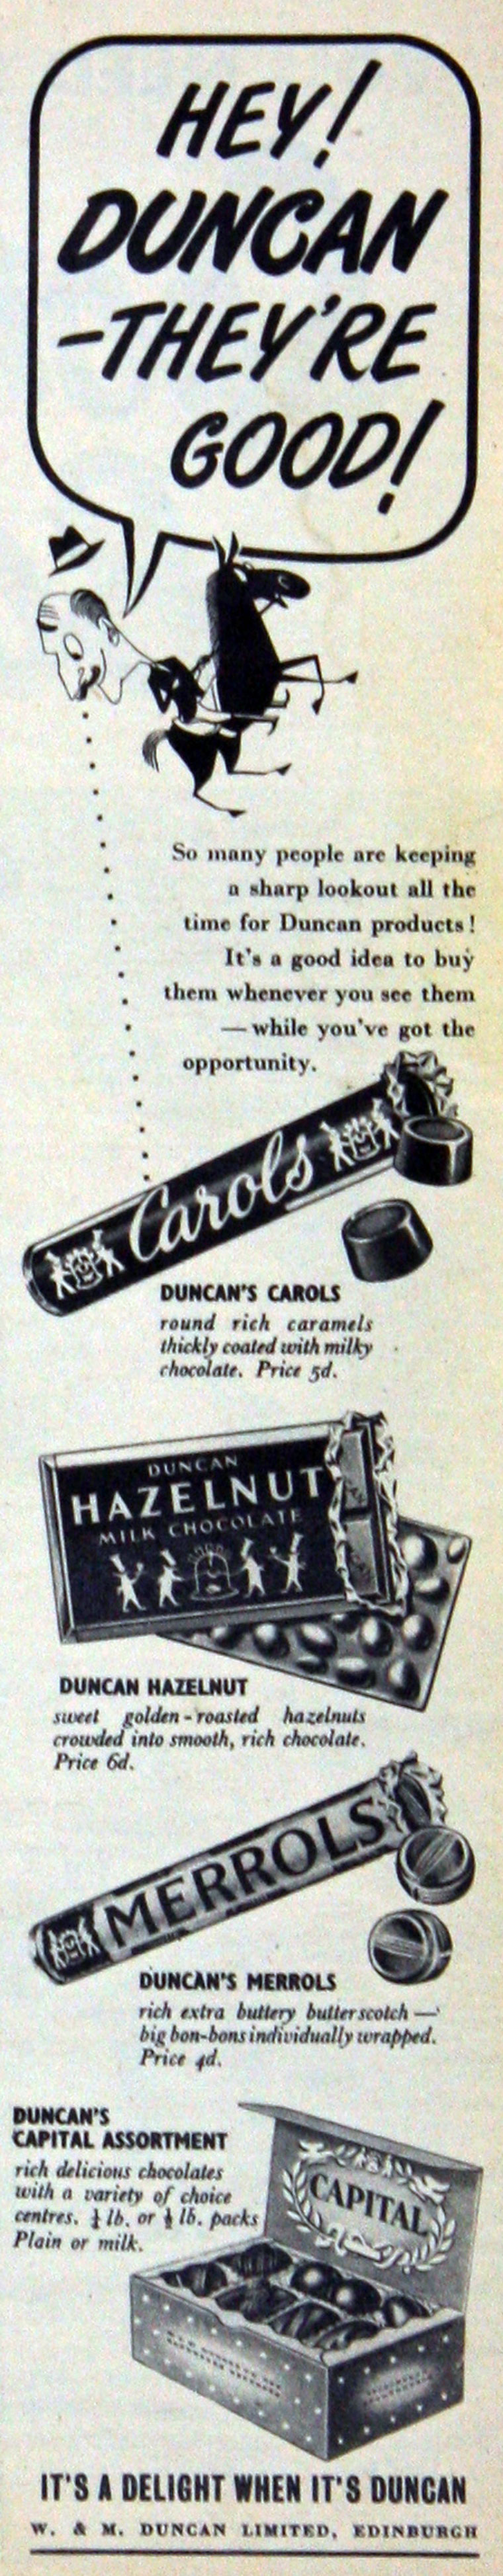 HEY!
DUNCAN
-THEY'RE
GOOD!
So many people are keeping
a sharp lookout all the
time for Duncan products!
It's a good idea to buy
them whenever you see them
— while you've got the
opportunity.
Carols
DUNCAN'S CAROLS
round rich caramels
thickly coated with milky
chocolate. Price 5d.
DUNCAN
HAZELNUT
MILK CHOCOLATE
DUNCAN HAZELNUT
sweet golden-roasted hazelnuts
crowded into smooth, rich chocolate.
Price 6d.
MERROLS
DUNCAN'S MERROLS
rich extra buttery butterscotch —
big bon-bons individually wrapped.
Price 4d.
DUNCAN'S
CAPITAL ASSORTMENT
rich delicious chocolates
with a variety of choice
centres. lb. or lb. packs
Plain or milk.
CAPITAL
IT'S A DELIGHT WHEN IT'S DUNCAN
W. & M. DUNCAN LIMITED, EDINBURGH